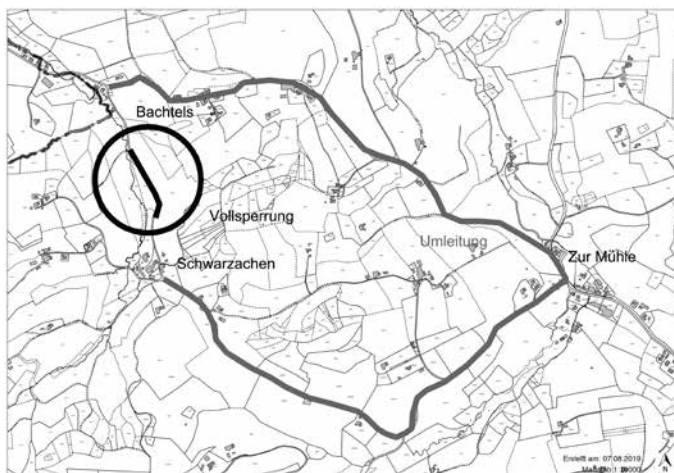 Bachtels
Vollsperrung
Umleitung
Zur Mühle
Schwarzachen
Erstellt am: 07.08.2019
N